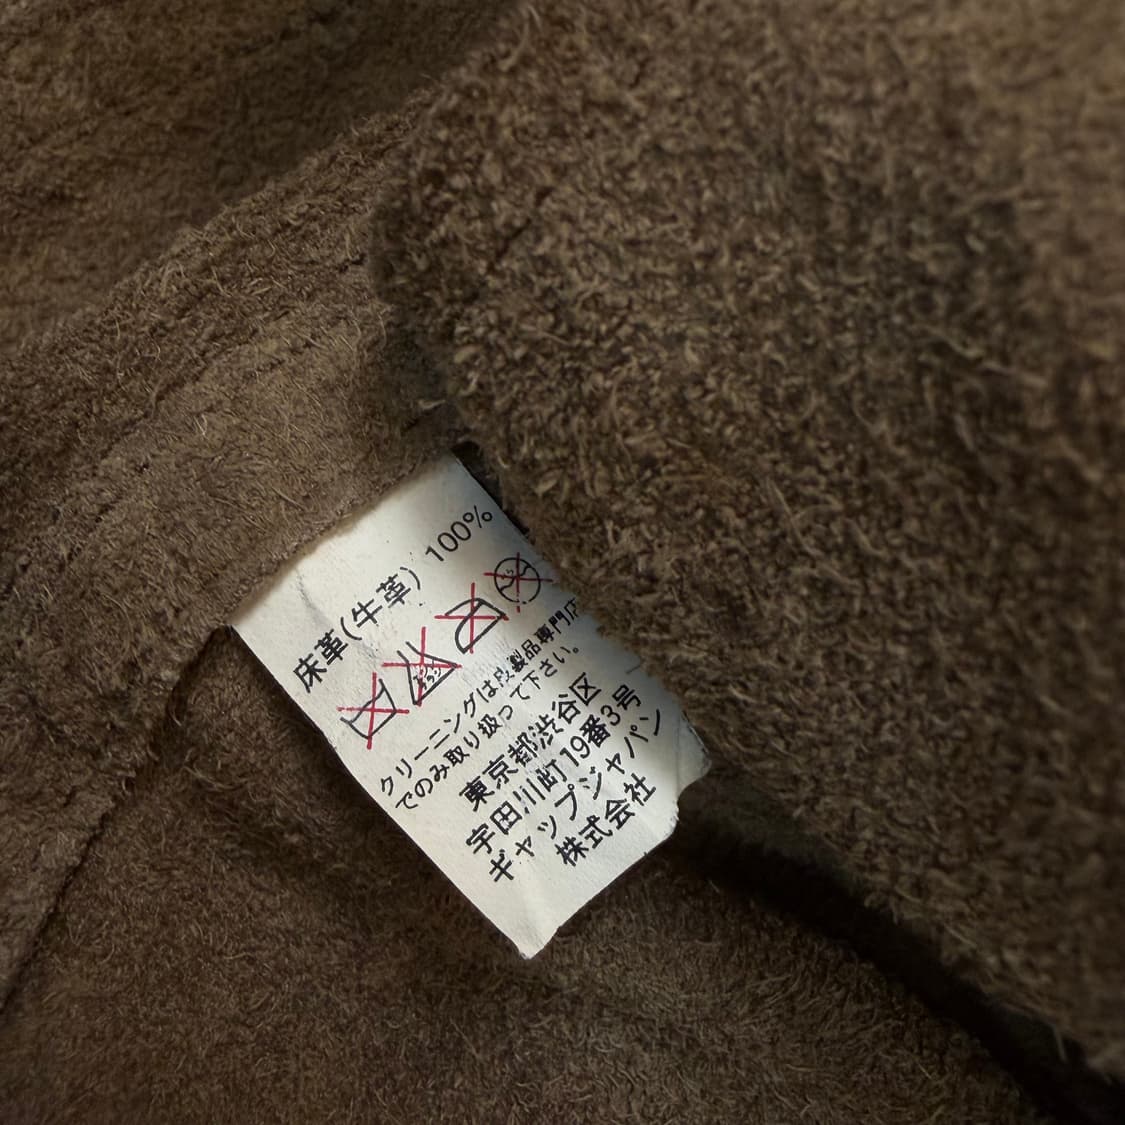 床革(牛革) 100%
クリーニングは皮製品専門店
でのみ取り扱って下さい。
東京都渋谷区
宇田川町19番3号
ギャップジャパン
株式会社